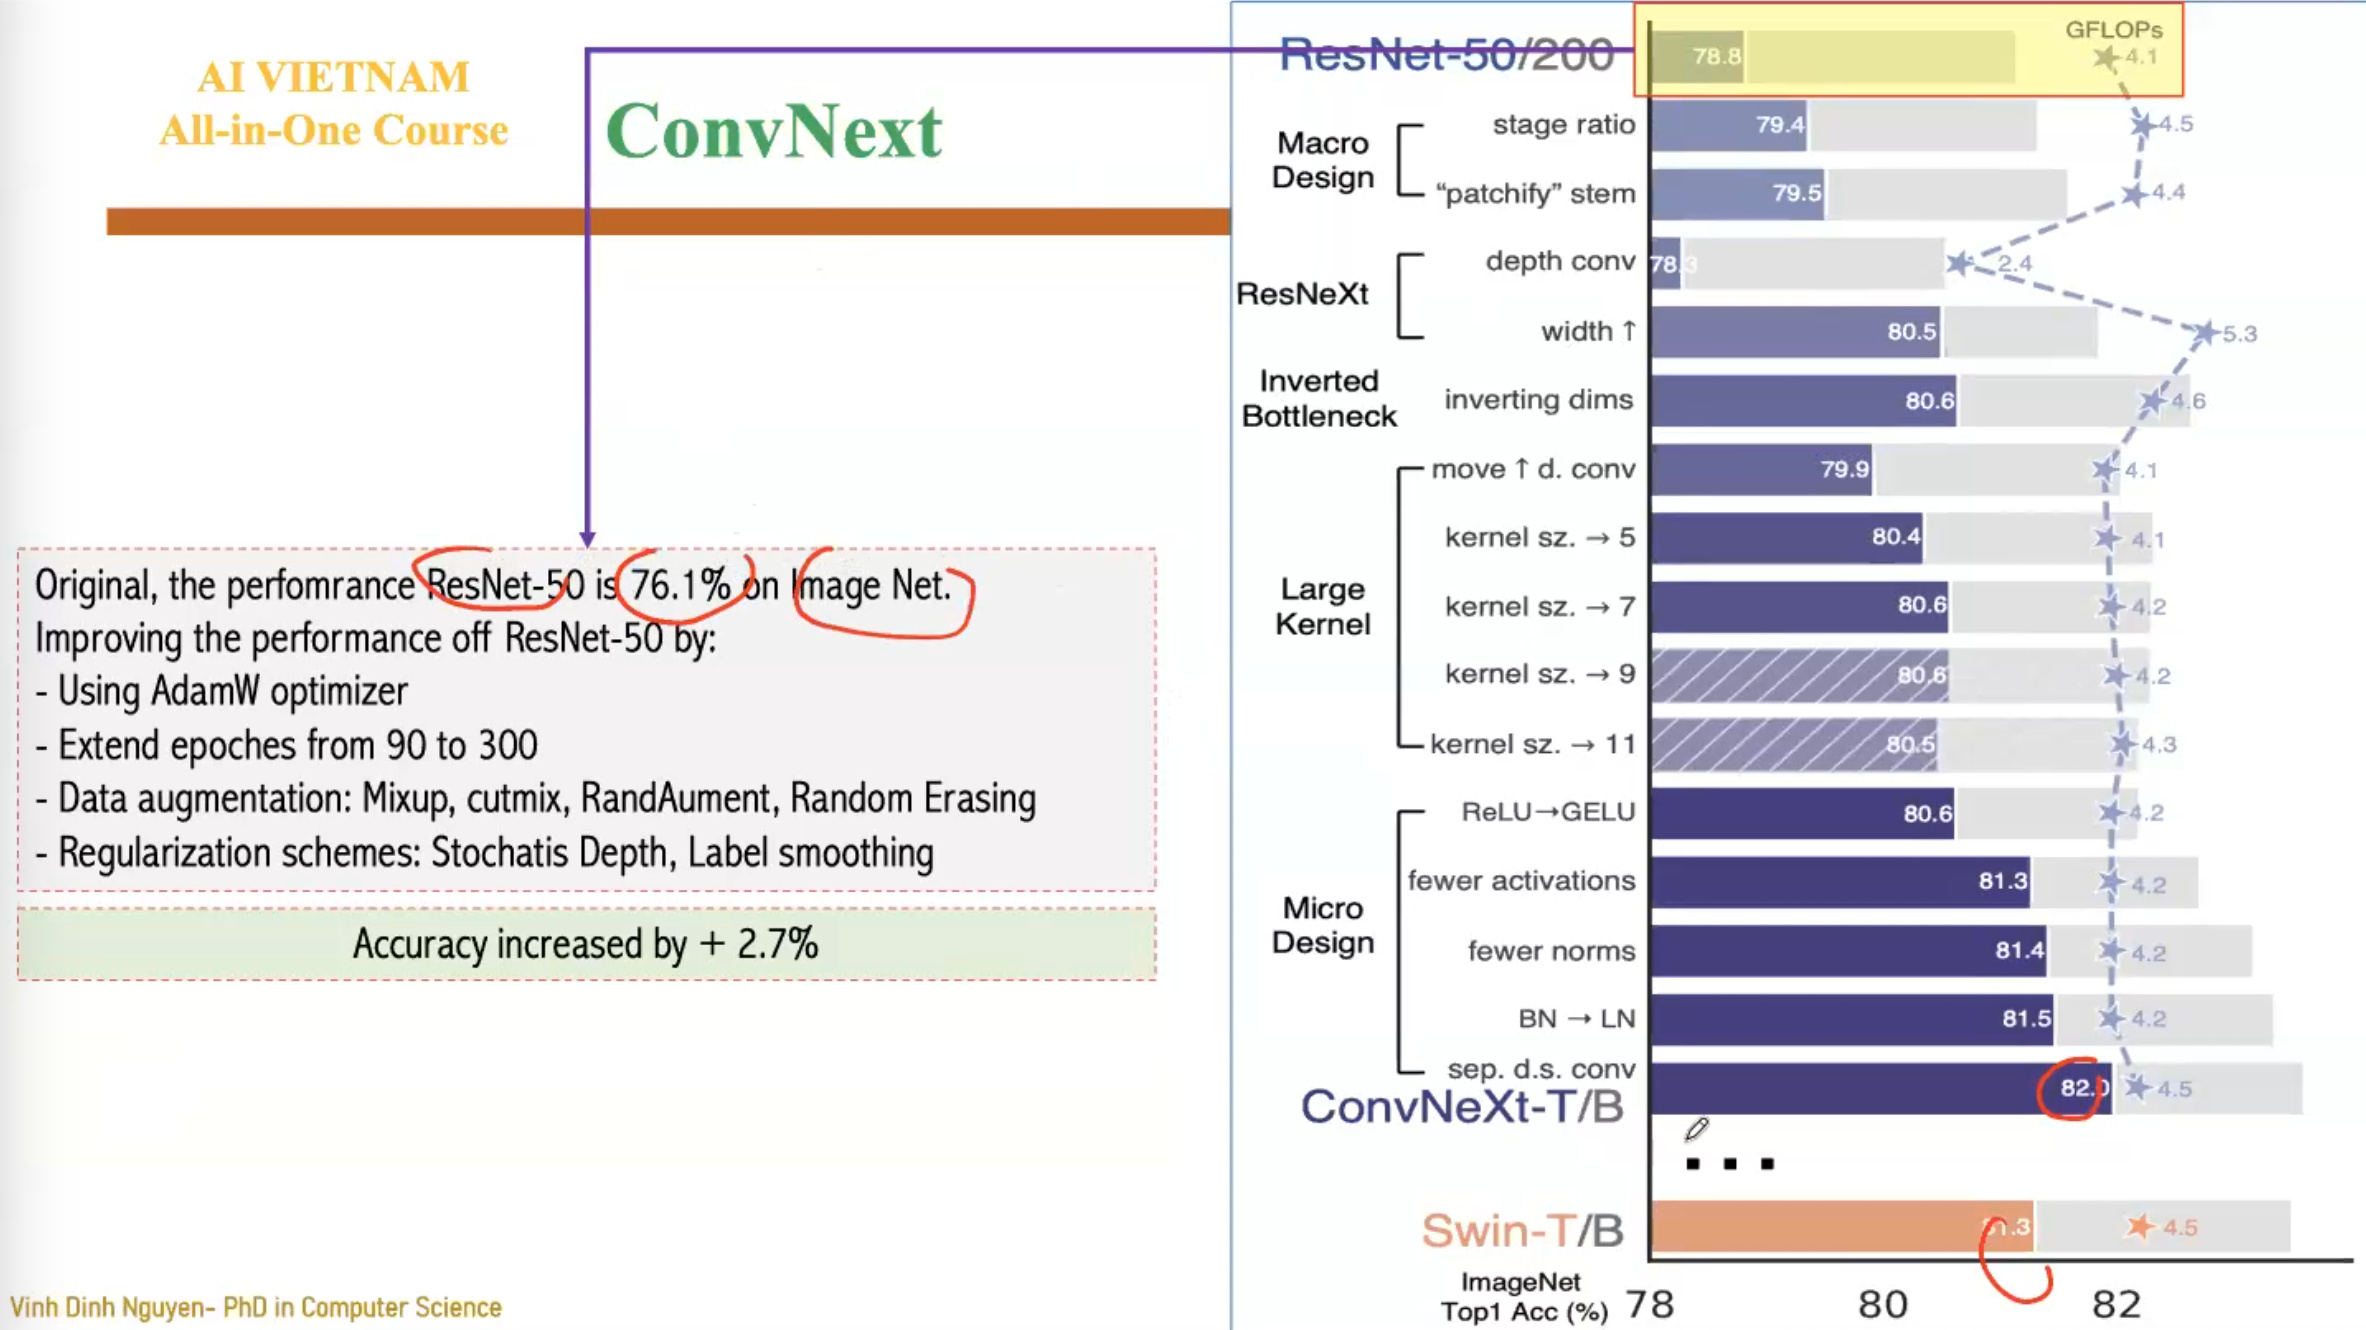 AI VIETNAM
All-in-One Course
ConvNext
Original, the perfomrance ResNet-50 is 76.1% on Image Net.
Improving the performance off ResNet-50 by:
- Using AdamW optimizer
- Extend epoches from 90 to 300
- Data augmentation: Mixup, cutmix, RandAument, Random Erasing
- Regularization schemes: Stochatis Depth, Label smoothing
Accuracy increased by + 2.7%
Vinh Dinh Nguyen- PhD in Computer Science
GFLOPs
ResNet-50/200 78.8 4.1
Macro
Design
stage ratio 79.4 4.5
“patchify” stem 79.5 4.4
ResNeXt
depth conv 78.3 2.4
width ↑ 80.5 5.3
Inverted
Bottleneck
inverting dims 80.6 4.6
Large
Kernel
move ↑ d. conv 79.9 4.1
kernel sz. → 5 80.4 4.1
kernel sz. → 7 80.6 4.2
kernel sz. → 9 80.6 4.2
kernel sz. → 11 80.5 4.3
Micro
Design
ReLU→GELU 80.6 4.2
fewer activations 81.3 4.2
fewer norms 81.4 4.2
BN → LN 81.5 4.2
sep. d.s. conv
ConvNeXt-T/B 82.0 4.5
...
Swin-T/B 81.3 4.5
ImageNet
Top1 Acc (%) 78 80 82